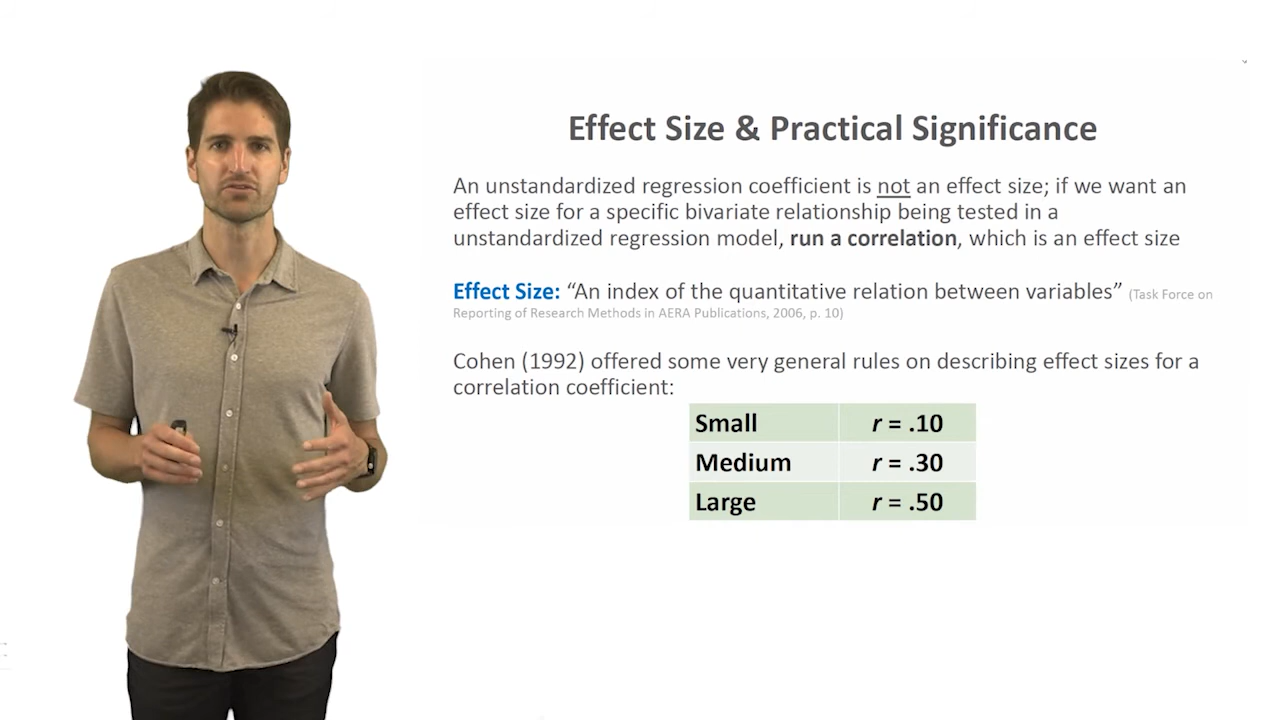 Effect Size & Practical Significance
An unstandardized regression coefficient is not an effect size; if we want an
effect size for a specific bivariate relationship being tested in a
unstandardized regression model, run a correlation, which is an effect size
Effect Size: “An index of the quantitative relation between variables” (Task Force on
Reporting of Research Methods in AERA Publications, 2006, p. 10)
Cohen (1992) offered some very general rules on describing effect sizes for a
correlation coefficient:
Small r = .10
Medium r = .30
Large r = .50